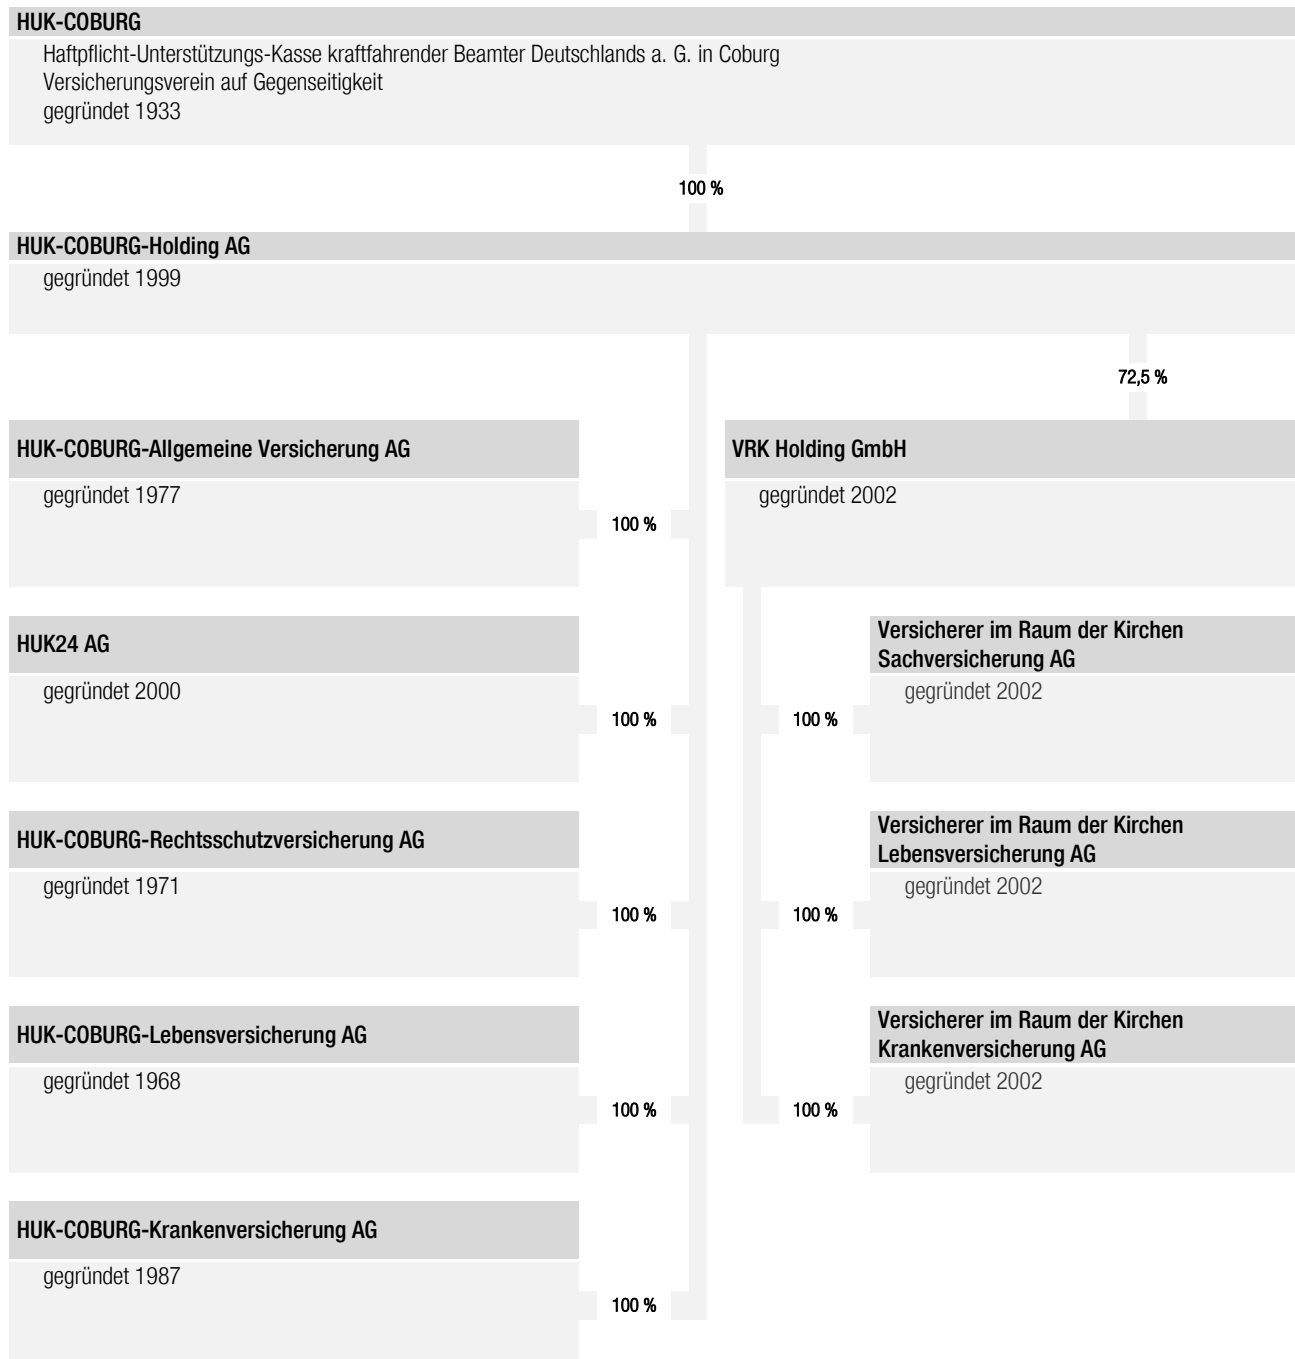 HUK-COBURG
Haftpflicht-Unterstützungs-Kasse kraftfahrender Beamter Deutschlands a. G. in Coburg
Versicherungsverein auf Gegenseitigkeit
gegründet 1933
100 %
HUK-COBURG-Holding AG
gegründet 1999
72,5 %
HUK-COBURG-Allgemeine Versicherung AG
gegründet 1977
100 %
VRK Holding GmbH
gegründet 2002
HUK24 AG
gegründet 2000
100 %
Versicherer im Raum der Kirchen
Sachversicherung AG
gegründet 2002
100 %
HUK-COBURG-Rechtsschutzversicherung AG
gegründet 1971
100 %
Versicherer im Raum der Kirchen
Lebensversicherung AG
gegründet 2002
100 %
HUK-COBURG-Lebensversicherung AG
gegründet 1968
100 %
Versicherer im Raum der Kirchen
Krankenversicherung AG
gegründet 2002
100 %
HUK-COBURG-Krankenversicherung AG
gegründet 1987
100 %